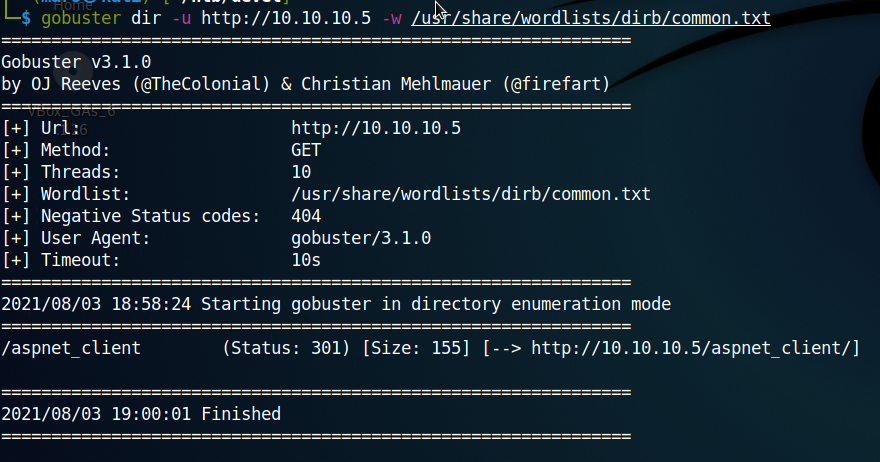 Home
└─$ gobuster dir -u http://10.10.10.5 -w /usr/share/wordlists/dirb/common.txt
===============================================================
Gobuster v3.1.0
by OJ Reeves (@TheColonial) & Christian Mehlmauer (@firefart)
===============================================================
VBox_GAs_6
[+] Url:                     http://10.10.10.5
[+] Method:                  GET
[+] Threads:                 10
[+] Wordlist:                /usr/share/wordlists/dirb/common.txt
[+] Negative Status codes:   404
[+] User Agent:              gobuster/3.1.0
[+] Timeout:                 10s
===============================================================
2021/08/03 18:58:24 Starting gobuster in directory enumeration mode
===============================================================
/aspnet_client        (Status: 301) [Size: 155] [--> http://10.10.10.5/aspnet_client/]
===============================================================
2021/08/03 19:00:01 Finished
===============================================================